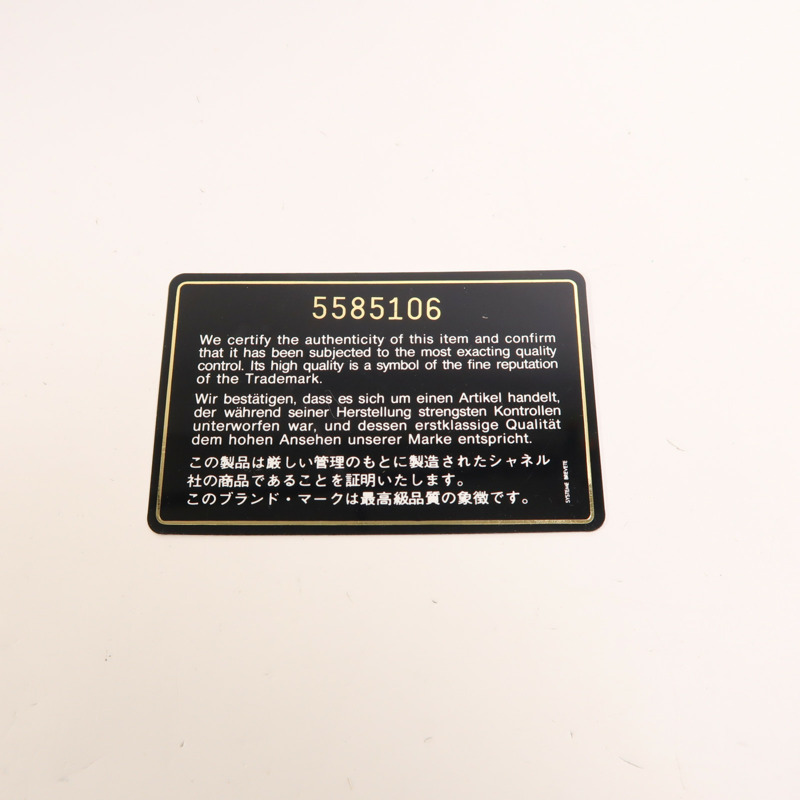 5585106
We certify the authenticity of this item and confirm
that it has been subjected to the most exacting quality
control. Its high quality is a symbol of the fine reputation
of the Trademark.
Wir bestätigen, dass es sich um einen Artikel handelt,
der während seiner Herstellung strengsten Kontrollen
unterworfen war, und dessen erstklassige Qualität
dem hohen Ansehen unserer Marke entspricht.
この製品は厳しい管理のもとに製造されたシャネル
社の商品であることを証明いたします。
このブランド・マークは最高級品質の象徴です。
SYSTEME BREVETE